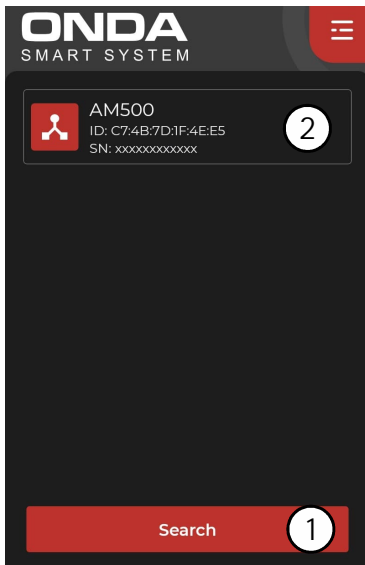 ONDA
SMART SYSTEM
AM500
ID: C7:4B:7D:1F:4E:E5
SN: xxxxxxxxxxxx
2
Search
1